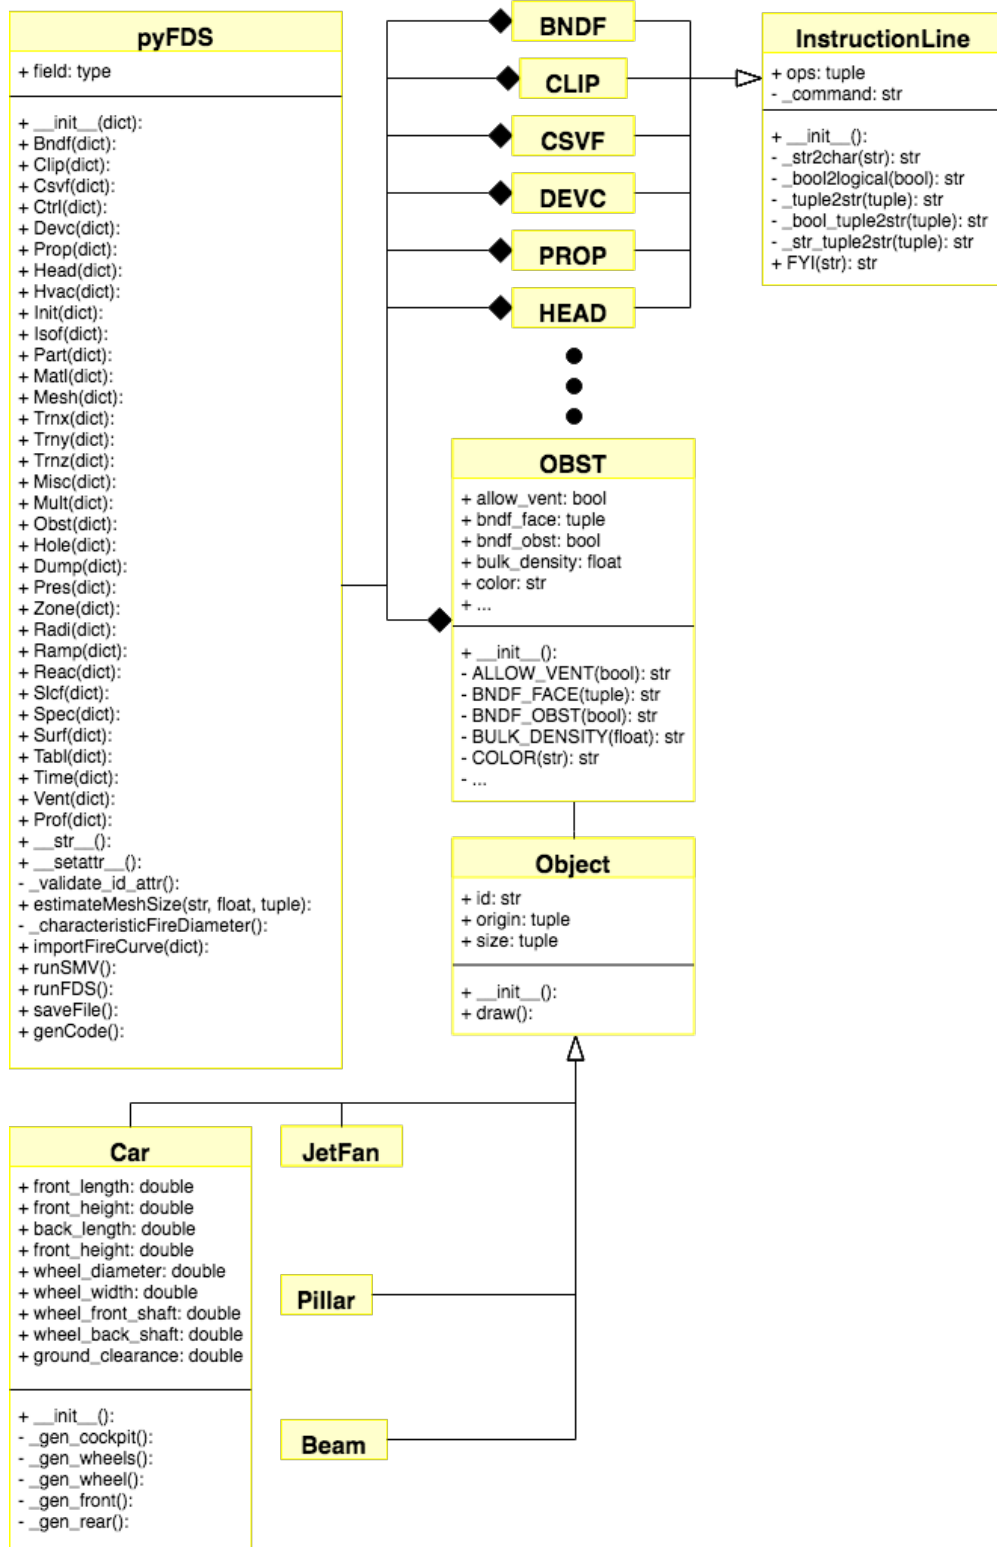 pyFDS
+ field: type
+ __init__(dict):
+ Bndf(dict):
+ Clip(dict):
+ Csvf(dict):
+ Ctrl(dict):
+ Devc(dict):
+ Prop(dict):
+ Head(dict):
+ Hvac(dict):
+ Init(dict):
+ Isof(dict):
+ Part(dict):
+ Matl(dict):
+ Mesh(dict):
+ Trnx(dict):
+ Trny(dict):
+ Trnz(dict):
+ Misc(dict):
+ Mult(dict):
+ Obst(dict):
+ Hole(dict):
+ Dump(dict):
+ Pres(dict):
+ Zone(dict):
+ Radi(dict):
+ Ramp(dict):
+ Reac(dict):
+ Slcf(dict):
+ Spec(dict):
+ Surf(dict):
+ Tabl(dict):
+ Time(dict):
+ Vent(dict):
+ Prof(dict):
+ __str__():
+ __setattr__():
- _validate_id_attr():
+ estimateMeshSize(str, float, tuple):
- _characteristicFireDiameter():
+ importFireCurve(dict):
+ runSMV():
+ runFDS():
+ saveFile():
+ genCode():
BNDF
CLIP
CSVF
DEVC
PROP
HEAD
InstructionLine
+ ops: tuple
- _command: str
+ __init__():
- _str2char(str): str
- _bool2logical(bool): str
- _tuple2str(tuple): str
- _bool_tuple2str(tuple): str
- _str_tuple2str(tuple): str
+ FYI(str): str
OBST
+ allow_vent: bool
+ bndf_face: tuple
+ bndf_obst: bool
+ bulk_density: float
+ color: str
+ ...
+ __init__():
- ALLOW_VENT(bool): str
- BNDF_FACE(tuple): str
- BNDF_OBST(bool): str
- BULK_DENSITY(float): str
- COLOR(str): str
- ...
Object
+ id: str
+ origin: tuple
+ size: tuple
+ __init__():
+ draw():
Car
+ front_length: double
+ front_height: double
+ back_length: double
+ front_height: double
+ wheel_diameter: double
+ wheel_width: double
+ wheel_front_shaft: double
+ wheel_back_shaft: double
+ ground_clearance: double
+ __init__():
- _gen_cockpit():
- _gen_wheels():
- _gen_wheel():
- _gen_front():
- _gen_rear():
JetFan
Pillar
Beam